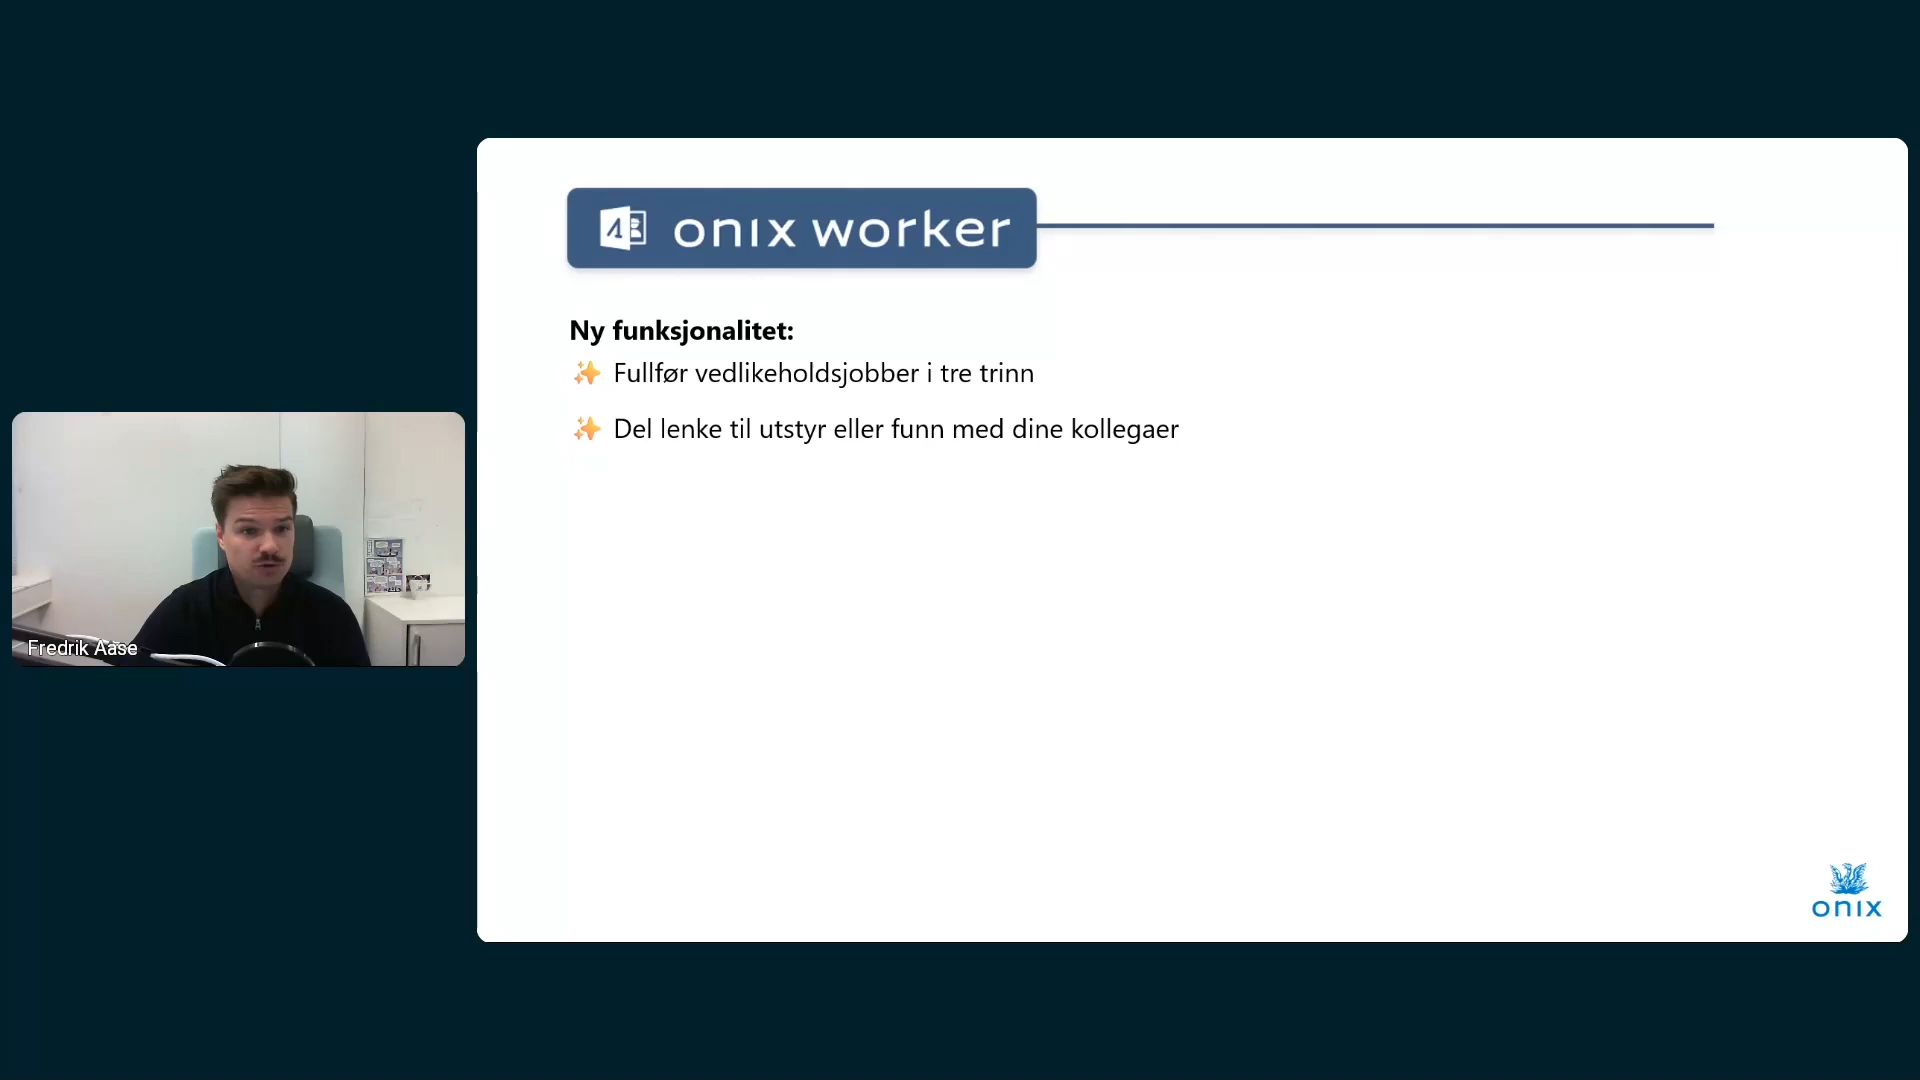 onix worker
Ny funksjonalitet:
✨ Fullfør vedlikeholdsjobber i tre trinn
✨ Del lenke til utstyr eller funn med dine kollegaer
Fredrik Aase
onix